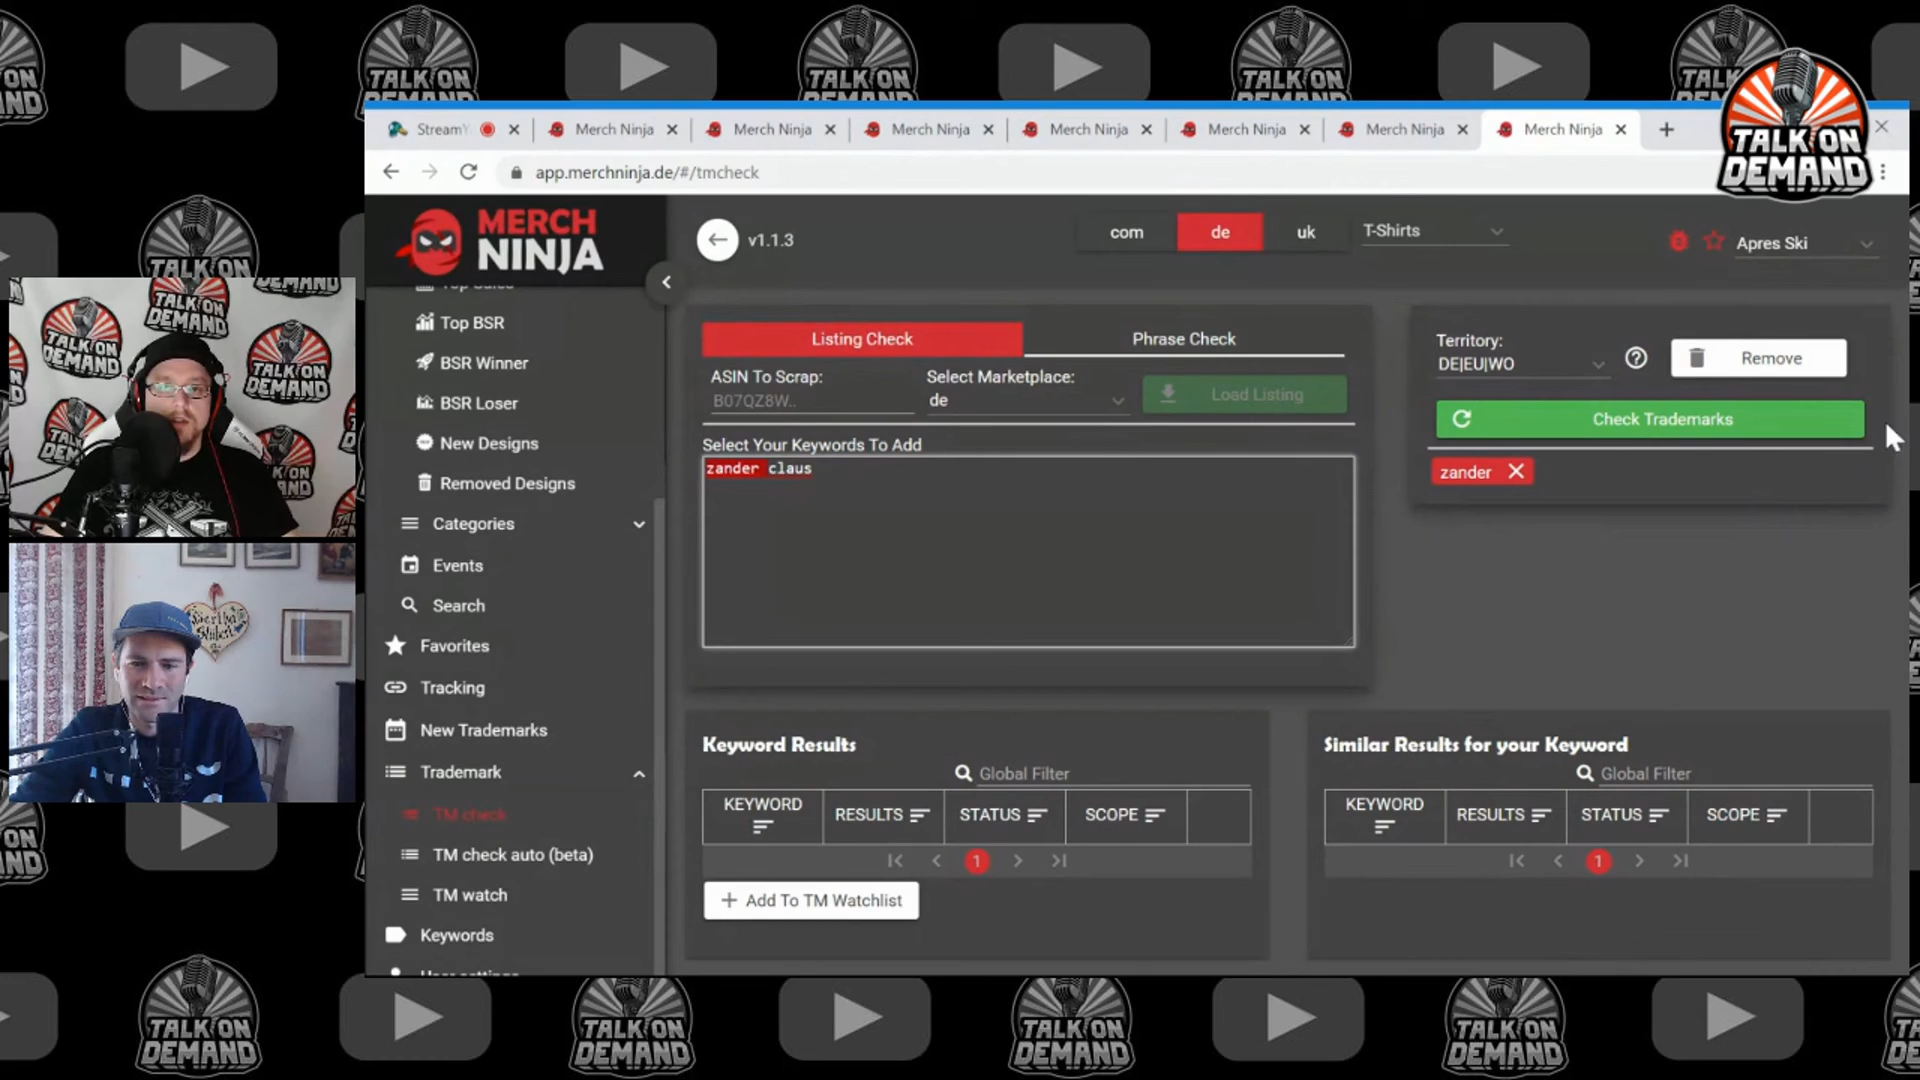 TALK ON DEMAND
StreamY
Merch Ninja
Merch Ninja
Merch Ninja
Merch Ninja
Merch Ninja
Merch Ninja
Merch Ninja
app.merchninja.de/#/tmcheck
MERCH
NINJA
v1.1.3
com
de
uk
T-Shirts
Apres Ski
Top Sales
Top BSR
BSR Winner
BSR Loser
New Designs
Removed Designs
Categories
Events
Search
Favorites
Tracking
New Trademarks
Trademark
TM check
TM check auto (beta)
TM watch
Keywords
User settings
Listing Check
Phrase Check
ASIN To Scrap:
B07QZ8W..
Select Marketplace:
de
Load Listing
Select Your Keywords To Add
zander claus
Territory:
DE|EU|WO
Remove
Check Trademarks
zander
Keyword Results
Global Filter
KEYWORD
RESULTS
STATUS
SCOPE
1
Add To TM Watchlist
Similar Results for your Keyword
Global Filter
KEYWORD
RESULTS
STATUS
SCOPE
1